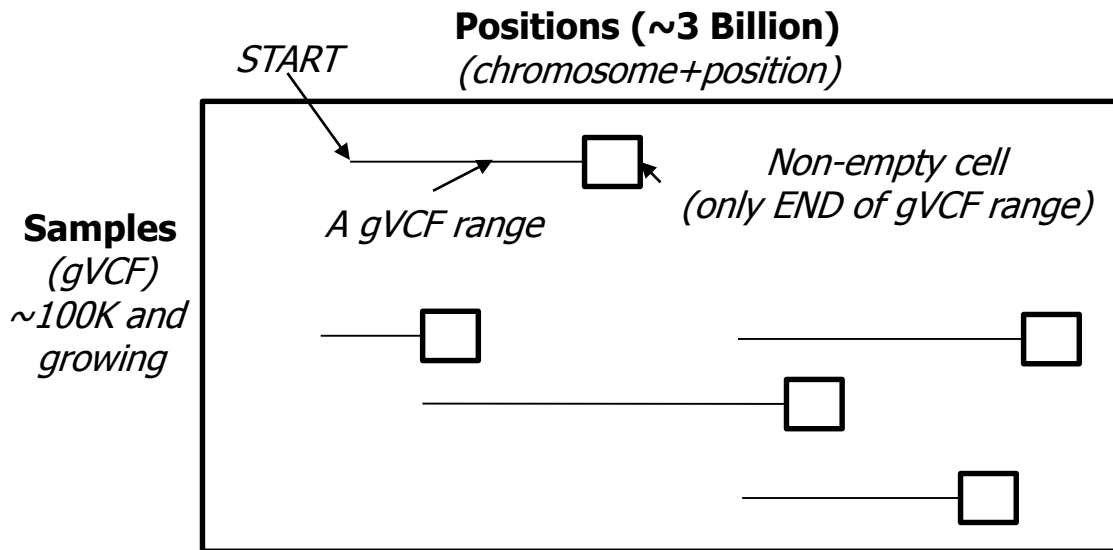 Positions (~3 Billion)
(chromosome+position)
START
Non-empty cell
(only END of gVCF range)
A gVCF range
Samples
(gVCF)
~100K and
growing